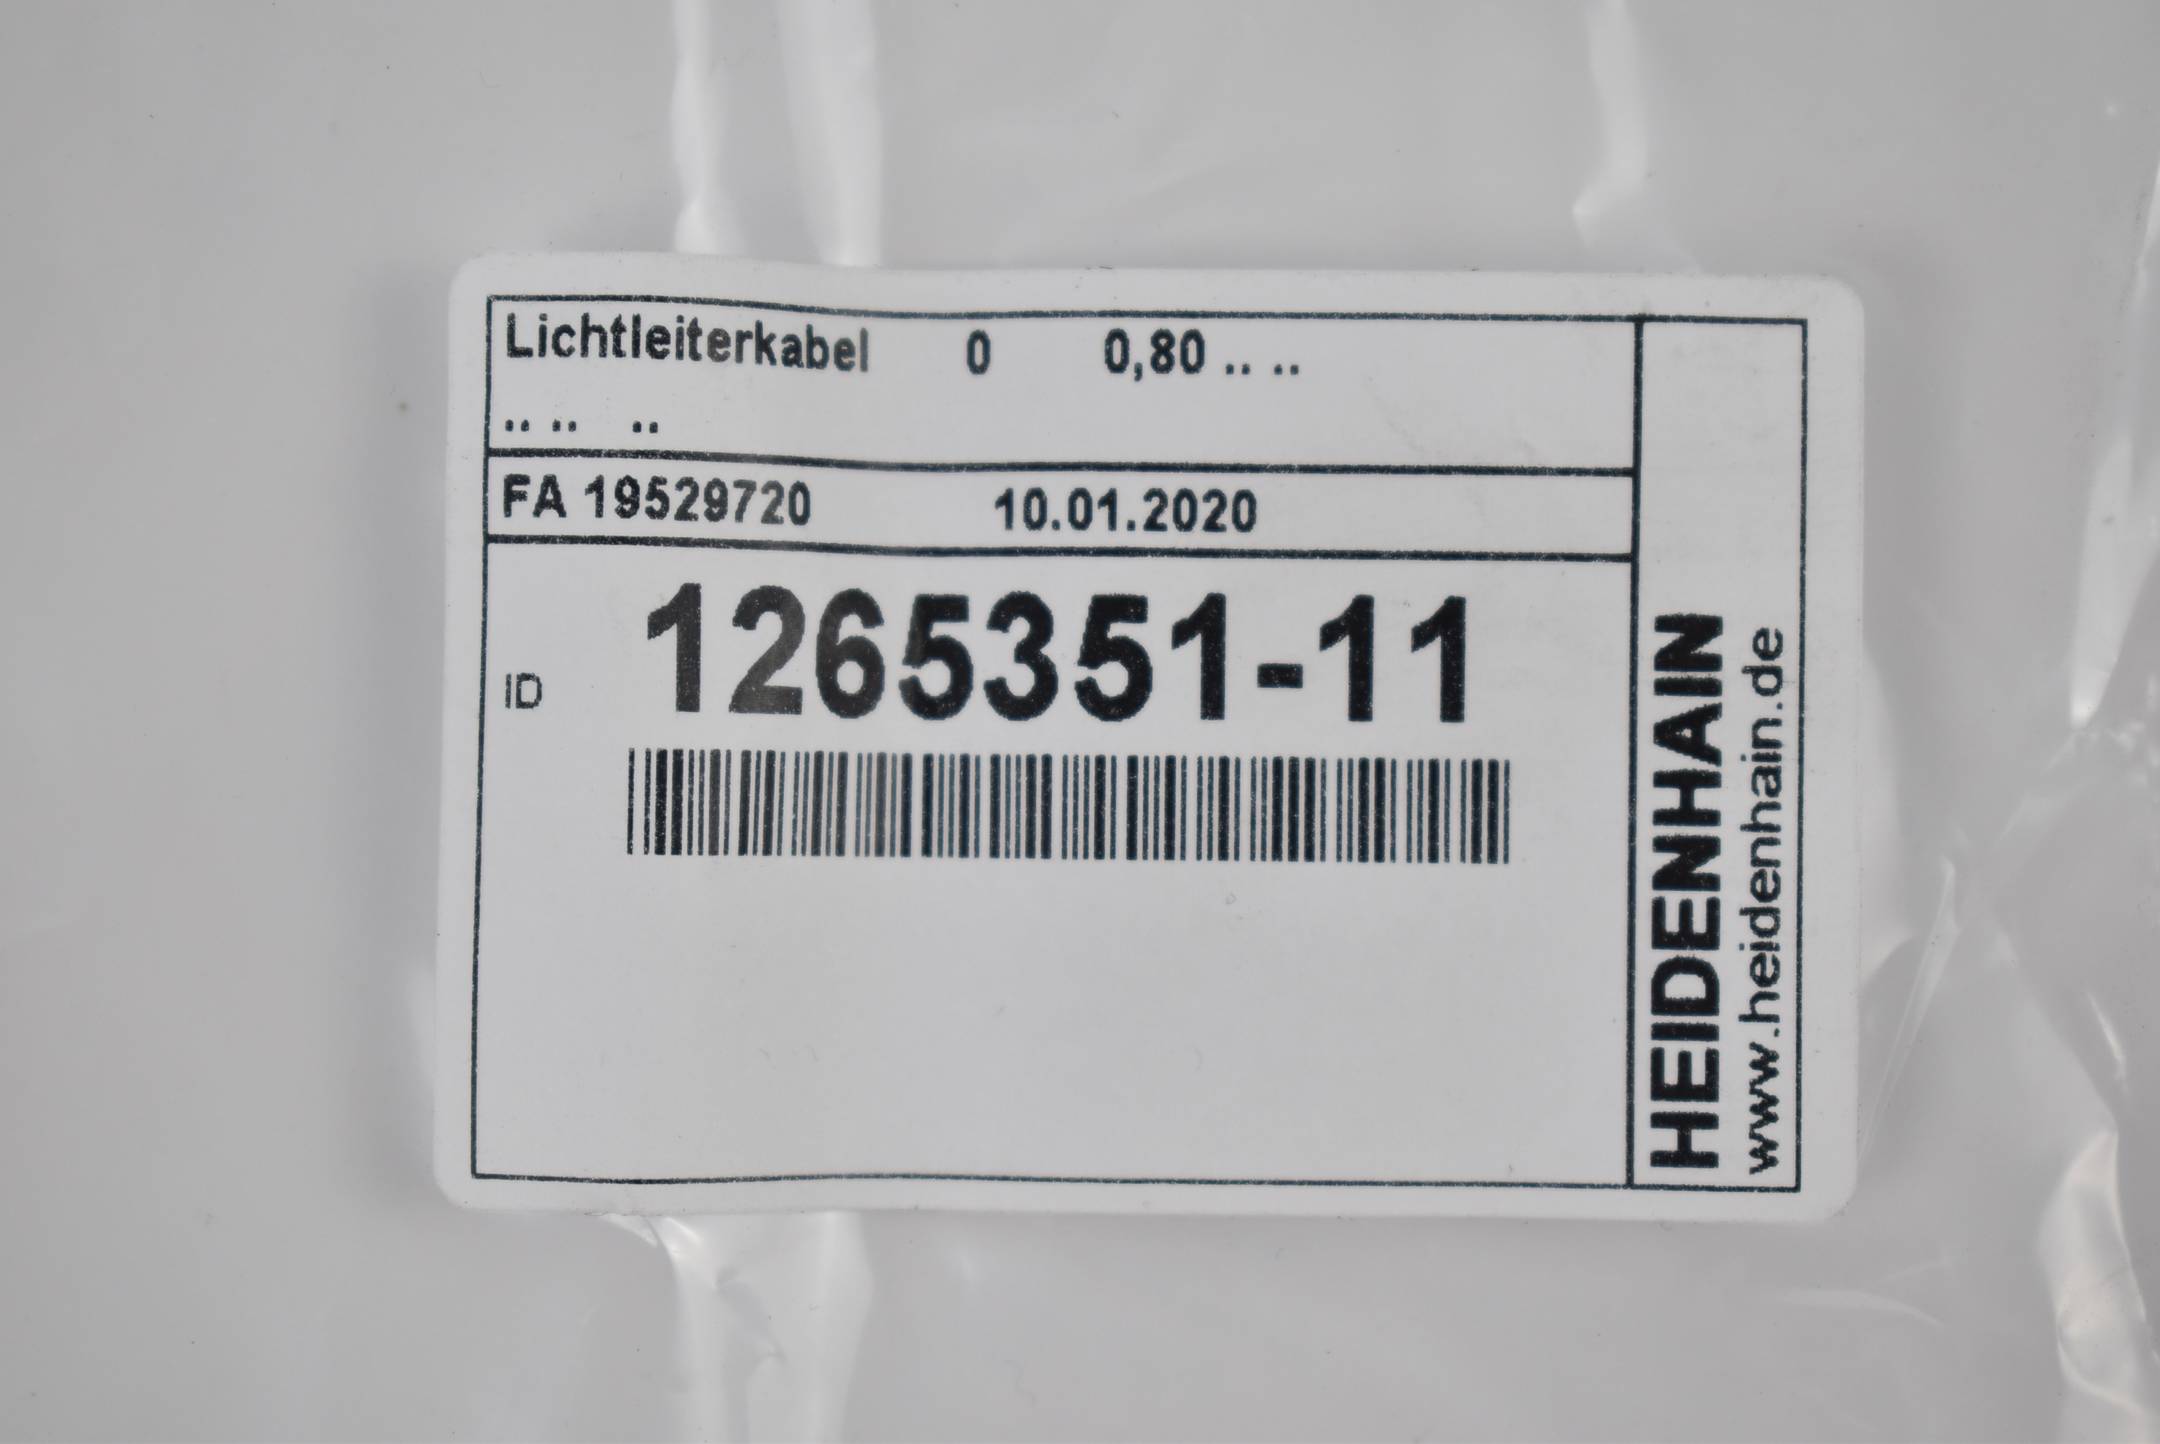 Lichtleiterkabel 0 0,80 .. ..
.. .. ..
FA 19529720 10.01.2020
ID 1265351-11
HEIDENHAIN
www.heidenhain.de